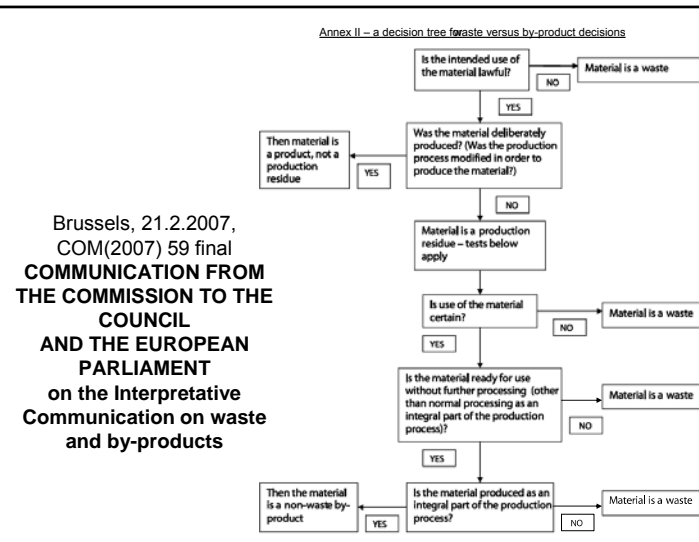 Annex II – a decision tree forwaste versus by-product decisions
Is the intended use of
the material lawful?
NO
Material is a waste
YES
Was the material deliberately
produced? (Was the production
process modified in order to
produce the material?)
YES
Then material is
a product, not a
production
residue
NO
Material is a production
residue – tests below
apply
Is use of the material
certain?
NO
Material is a waste
YES
Is the material ready for use
without further processing (other
than normal processing as an
integral part of the production
process)?
NO
Material is a waste
YES
Is the material produced as an
integral part of the production
process?
YES
Then the material
is a non-waste by-
product
NO
Material is a waste
Brussels, 21.2.2007,
COM(2007) 59 final
COMMUNICATION FROM
THE COMMISSION TO THE
COUNCIL
AND THE EUROPEAN
PARLIAMENT
on the Interpretative
Communication on waste
and by-products